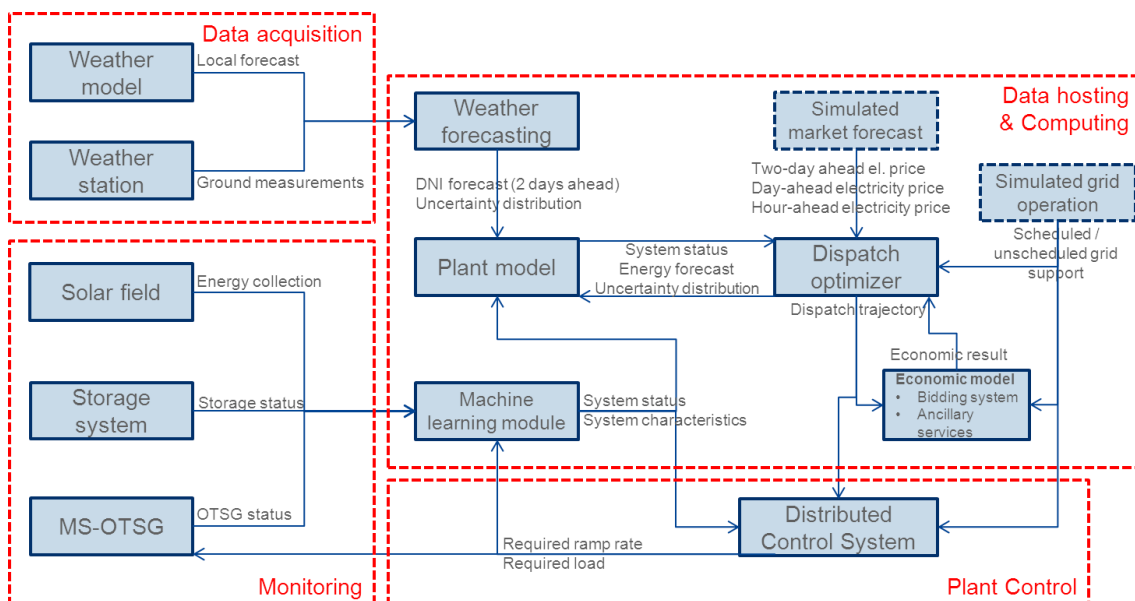 Data acquisition
Weather
model
Local forecast
Weather
station
Ground measurements
Data hosting
& Computing
Weather
forecasting
Simulated
market forecast
DNI forecast (2 days ahead)
Uncertainty distribution
Two-day ahead el. price
Day-ahead electricity price
Hour-ahead electricity price
Simulated grid
operation
Scheduled /
unscheduled grid
support
Plant model
System status
Energy forecast
Uncertainty distribution
Dispatch
optimizer
Dispatch trajectory
Economic result
Economic model
• Bidding system
• Ancillary
services
Machine
learning module
System status
System characteristics
Solar field
Energy collection
Storage
system
Storage status
MS-OTSG
OTSG status
Monitoring
Required ramp rate
Required load
Distributed
Control System
Plant Control